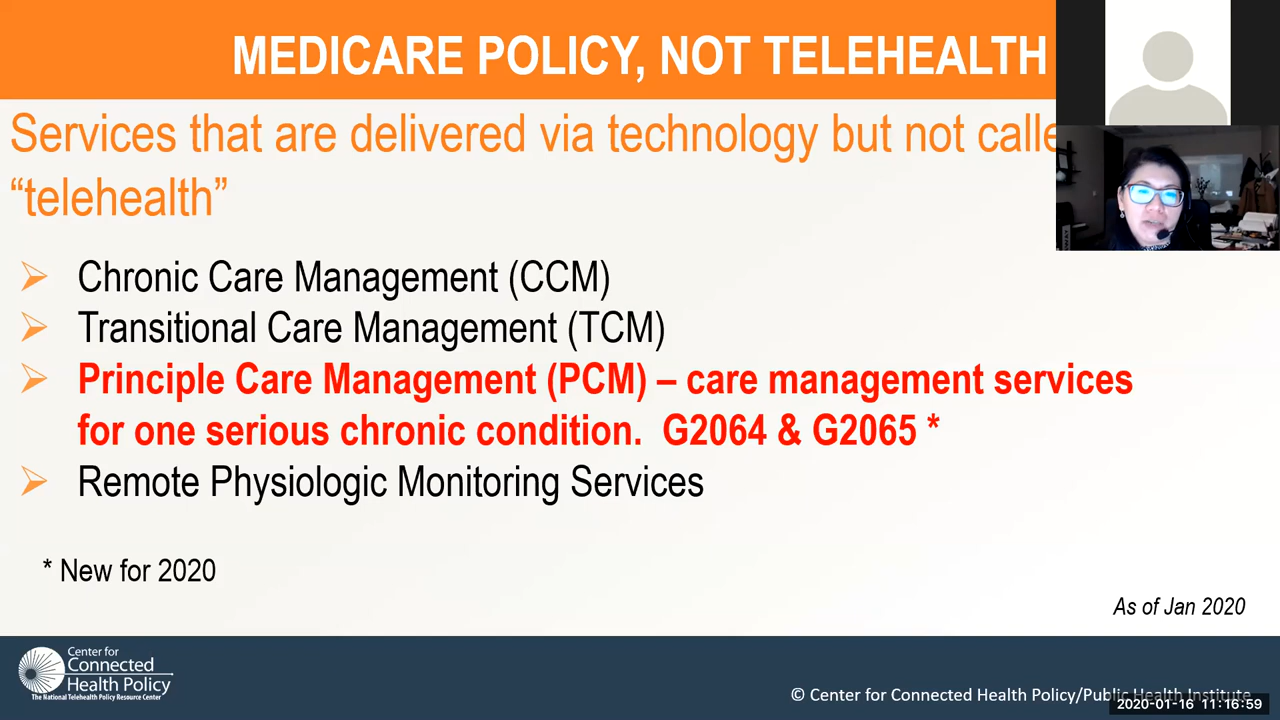 MEDICARE POLICY, NOT TELEHEALTH
Services that are delivered via technology but not calle
“telehealth”
Chronic Care Management (CCM)
Transitional Care Management (TCM)
Principle Care Management (PCM) – care management services
for one serious chronic condition. G2064 & G2065 *
Remote Physiologic Monitoring Services
* New for 2020
As of Jan 2020
Center for
Connected
Health Policy
The National Telehealth Policy Resource Center
© Center for Connected Health Policy/Public Health Institute
2020-01-16 11:16:59